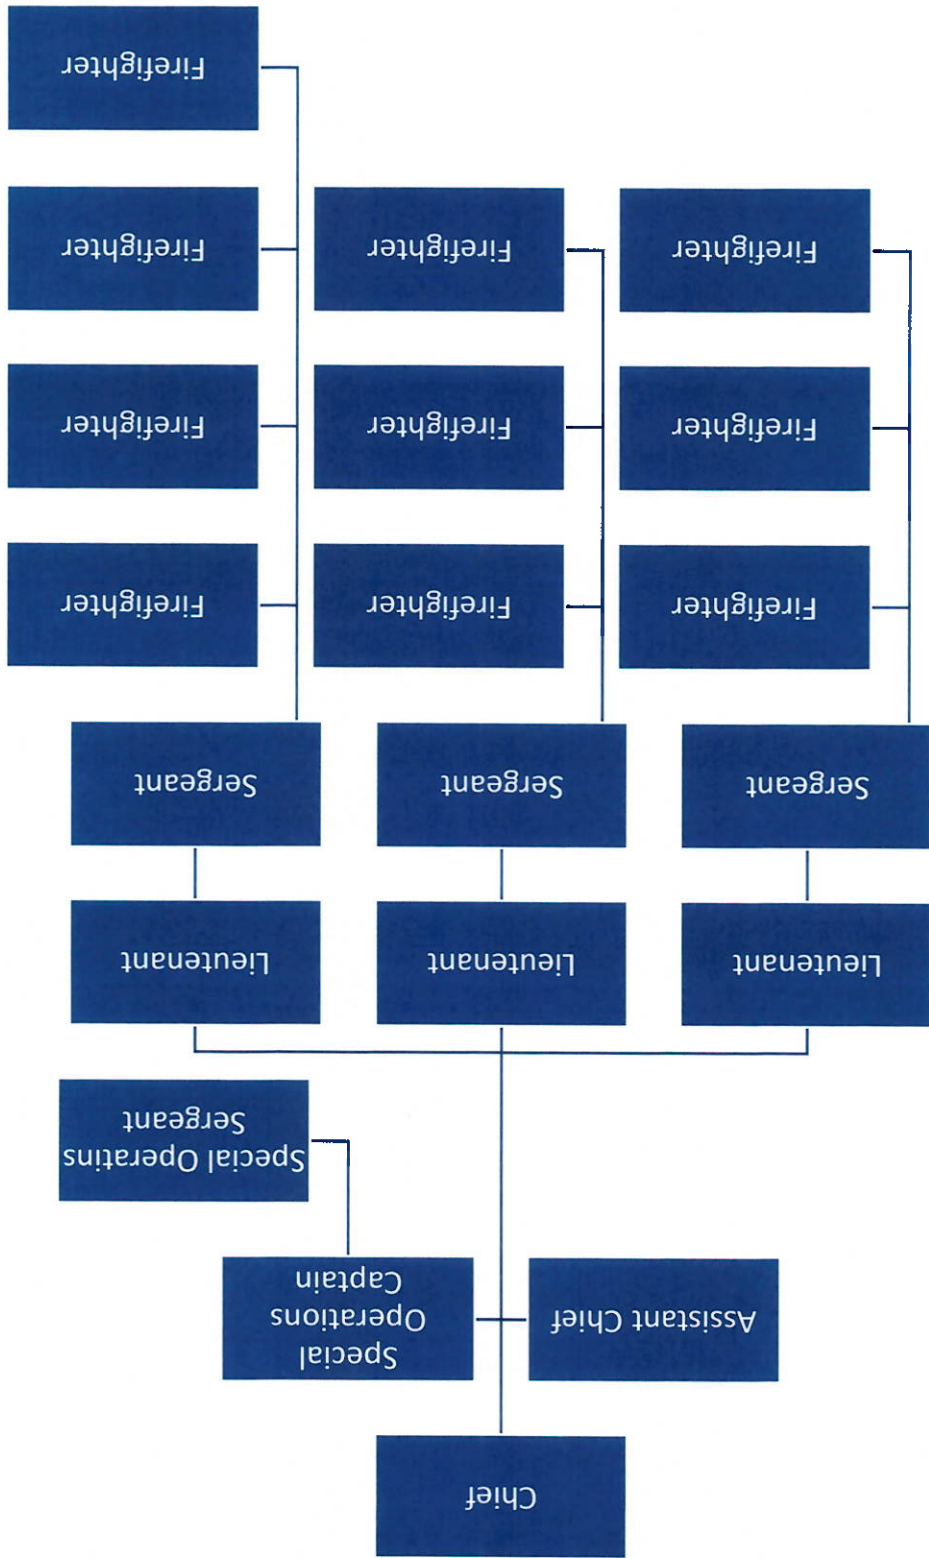 Chief
Assistant Chief
Special
Operations
Captain
Special Operatins
Sergeant
Lieutenant
Lieutenant
Lieutenant
Sergeant
Sergeant
Sergeant
Firefighter
Firefighter
Firefighter
Firefighter
Firefighter
Firefighter
Firefighter
Firefighter
Firefighter
Firefighter